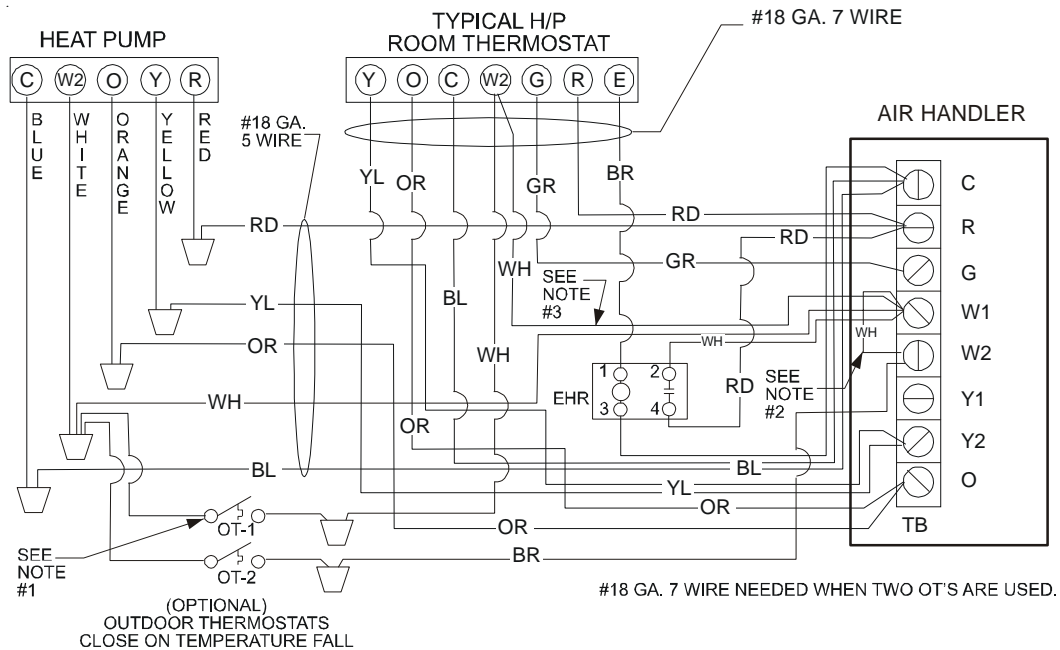 #18 GA. 7 WIRE
TYPICAL H/P
ROOM THERMOSTAT
HEAT PUMP
C W2 O Y R
Y O C W2 G R E
AIR HANDLER
BLUE
WHITE
ORANGE
YELLOW
RED
#18 GA.
5 WIRE
YL
OR
GR
BR
C
RD
RD
RD
R
WH
SEE
NOTE
#3
GR
G
YL
BL
W1
OR
WH
WH
WH
W2
1 2
EHR
3 4
RD
SEE
NOTE
#2
WH
Y1
OR
Y2
BL
BL
YL
O
OR
OT-1
OR
TB
SEE
NOTE
#1
OT-2
BR
#18 GA. 7 WIRE NEEDED WHEN TWO OT'S ARE USED.
(OPTIONAL)
OUTDOOR THERMOSTATS
CLOSE ON TEMPERATURE FALL